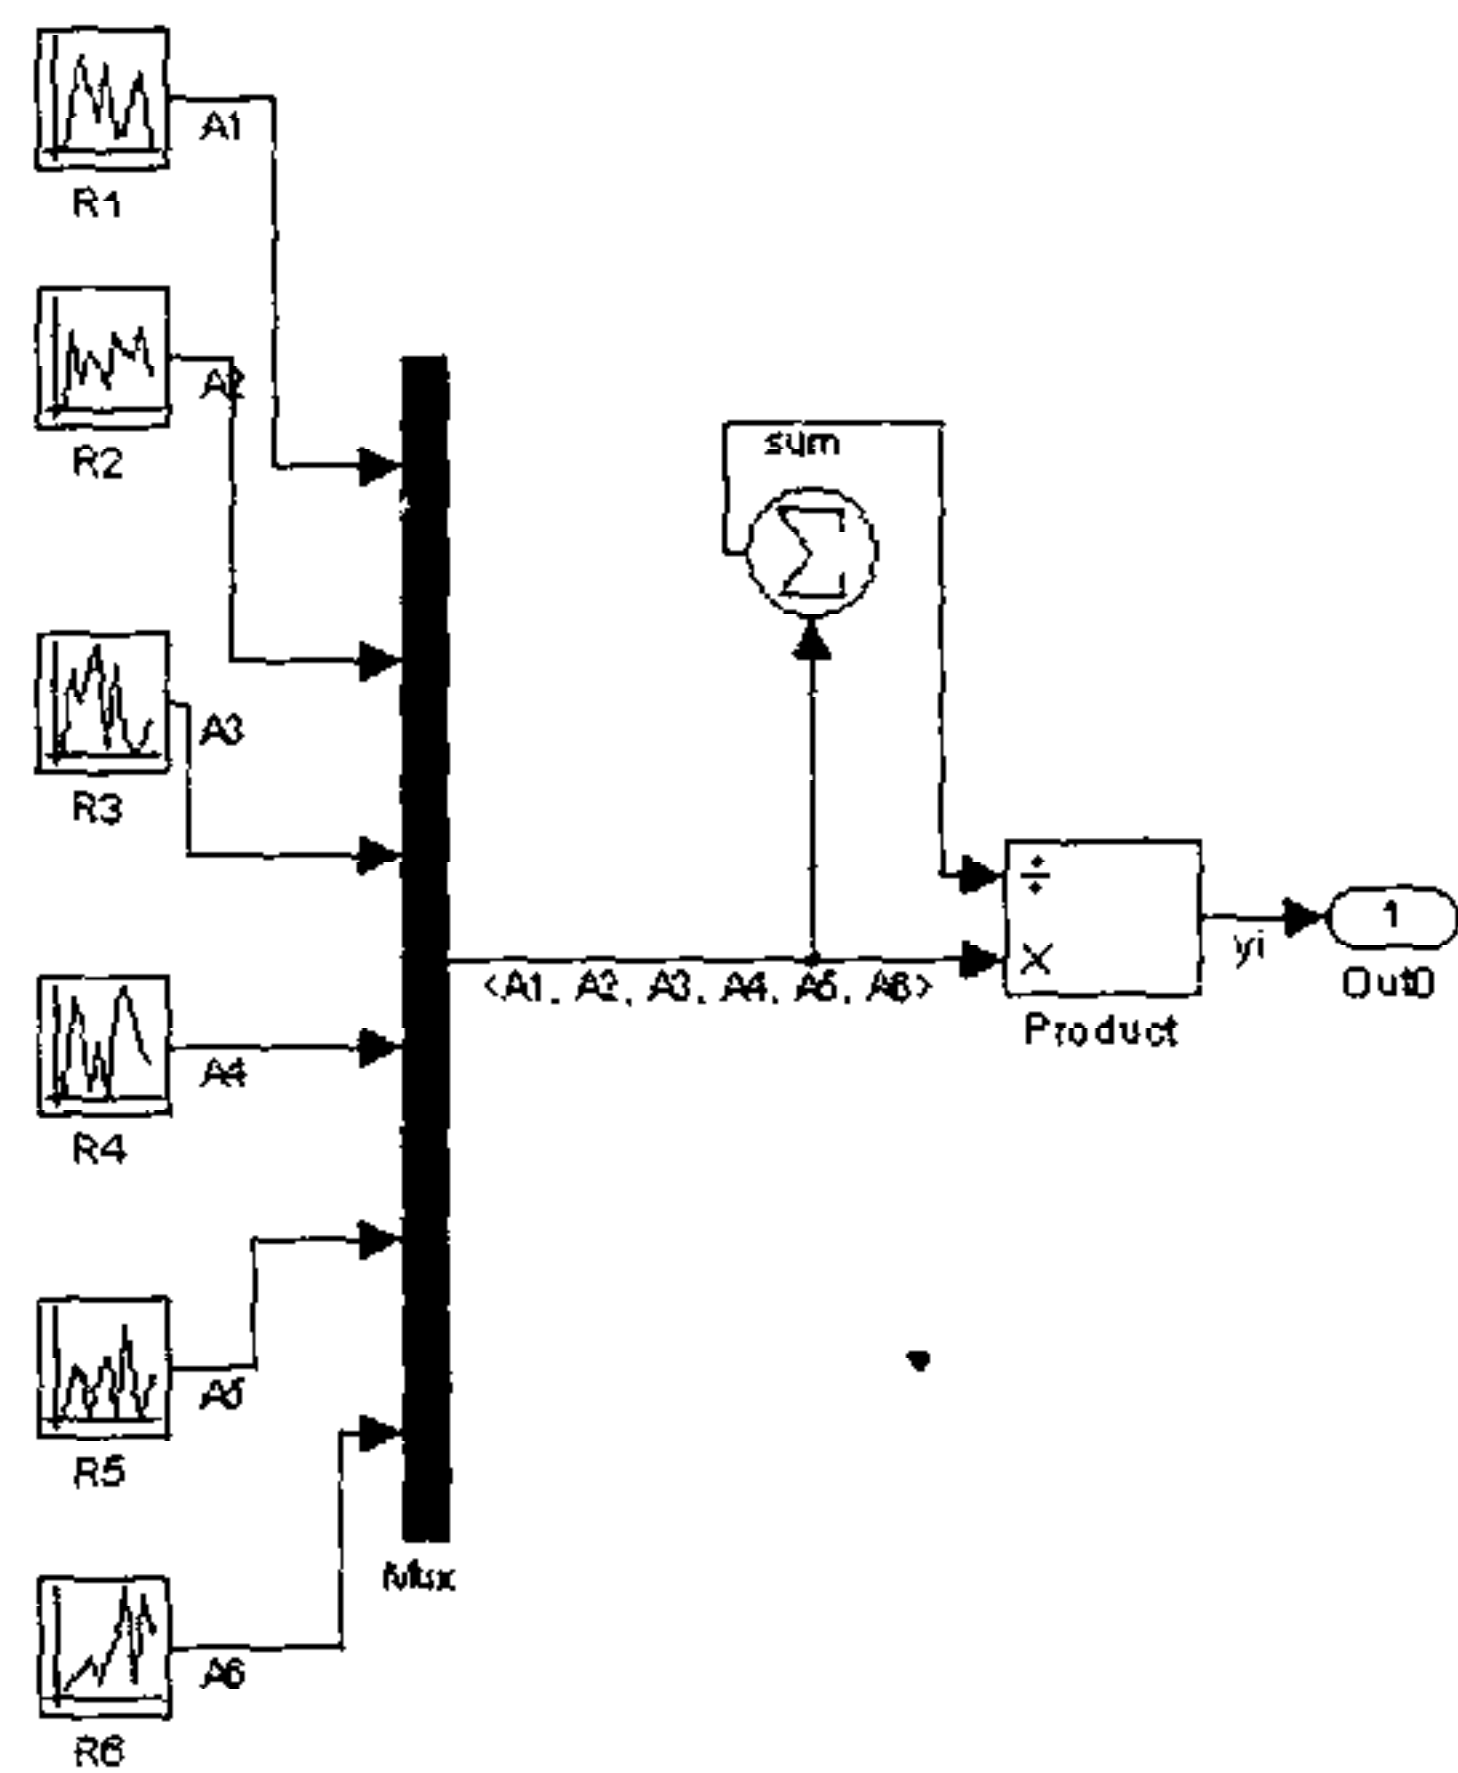 A1
R1
A2
R2
A3
R3
A4
R4
A5
R5
A6
R6
Mux
<A1, A2, A3, A4, A5, A6>
sum
÷
×
Product
yi
1
Out0